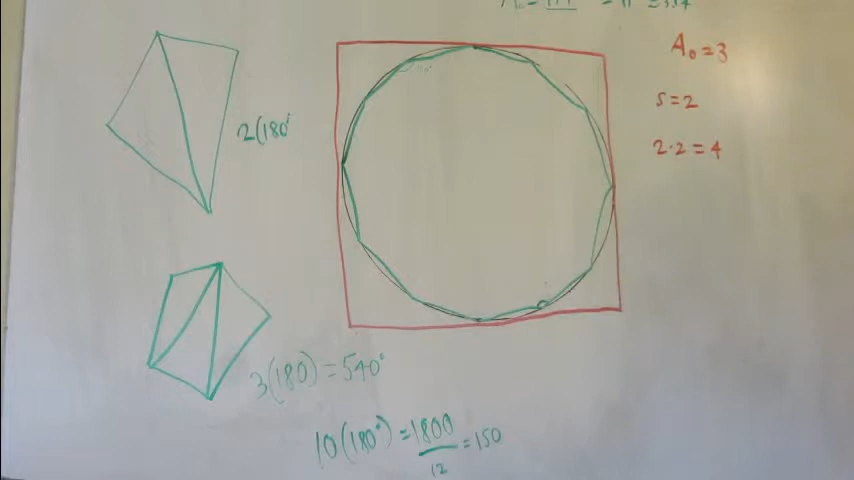 A₀ = 3
s = 2
2(180°
2·2 = 4
3(180) = 540°
10(180°) = 1800/12 = 150